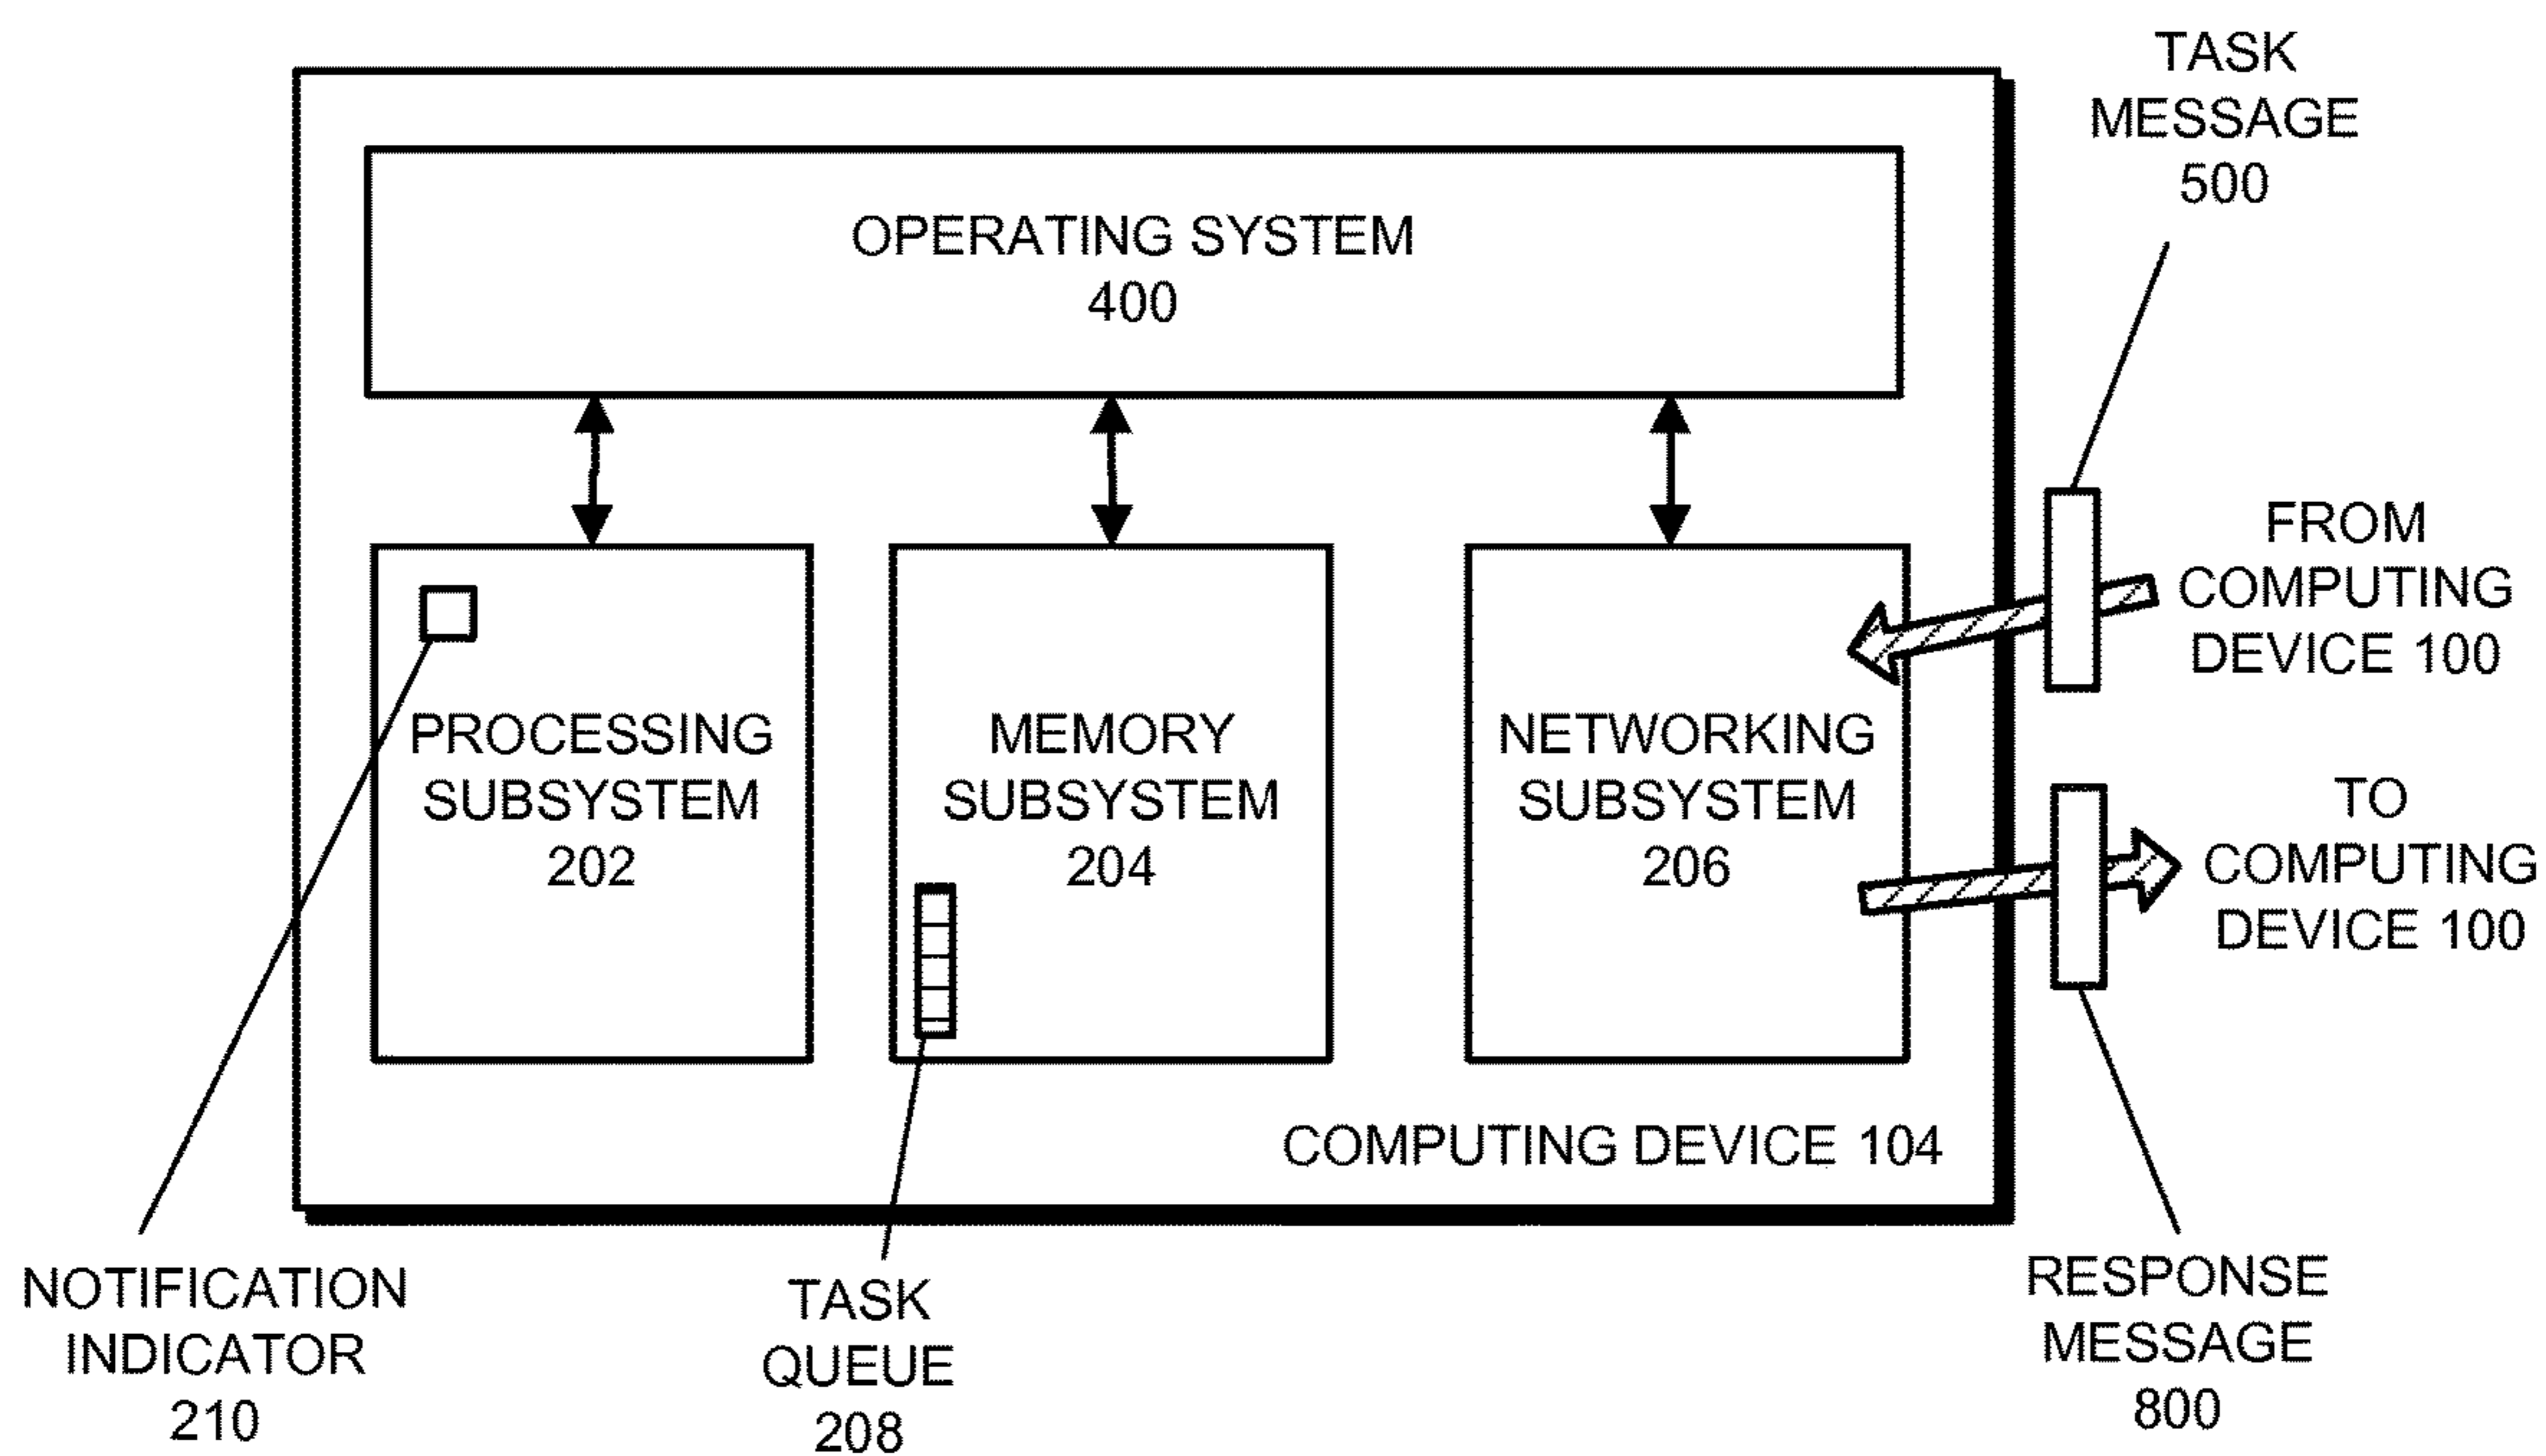 TASK
MESSAGE
500
OPERATING SYSTEM
400
FROM
COMPUTING
DEVICE 100
PROCESSING
SUBSYSTEM
202
MEMORY
SUBSYSTEM
204
NETWORKING
SUBSYSTEM
206
TO
COMPUTING
DEVICE 100
COMPUTING DEVICE 104
NOTIFICATION
INDICATOR
210
TASK
QUEUE
208
RESPONSE
MESSAGE
800